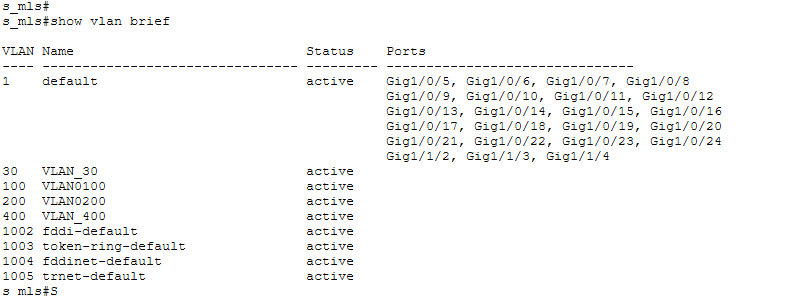 s_mls#
s_mls#show vlan brief
VLAN Name                             Status    Ports
---- -------------------------------- --------- -------------------------------
1    default                          active    Gig1/0/5, Gig1/0/6, Gig1/0/7, Gig1/0/8
                                                Gig1/0/9, Gig1/0/10, Gig1/0/11, Gig1/0/12
                                                Gig1/0/13, Gig1/0/14, Gig1/0/15, Gig1/0/16
                                                Gig1/0/17, Gig1/0/18, Gig1/0/19, Gig1/0/20
                                                Gig1/0/21, Gig1/0/22, Gig1/0/23, Gig1/0/24
                                                Gig1/1/2, Gig1/1/3, Gig1/1/4
30   VLAN_30                          active
100  VLAN0100                         active
200  VLAN0200                         active
400  VLAN_400                         active
1002 fddi-default                     active
1003 token-ring-default               active
1004 fddinet-default                  active
1005 trnet-default                    active
s_mls#S